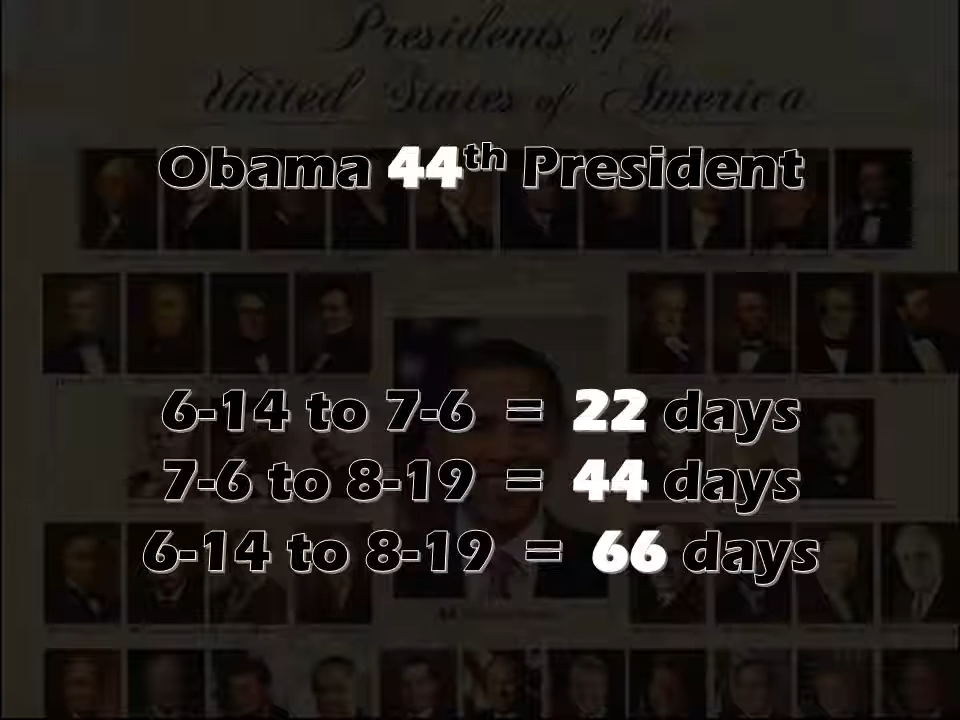 Presidents of the
United States of America
Obama 44th President
6-14 to 7-6 = 22 days
7-6 to 8-19 = 44 days
6-14 to 8-19 = 66 days